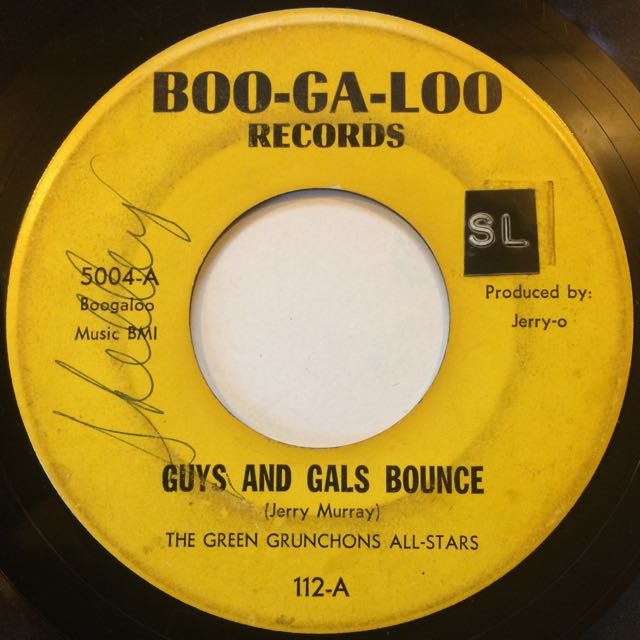 BOO-GA-LOO
RECORDS
Shelley
SL
5004-A
Boogaloo
Music BMI
Produced by:
Jerry-o
GUYS AND GALS BOUNCE
(Jerry Murray)
THE GREEN GRUNCHONS ALL-STARS
112-A